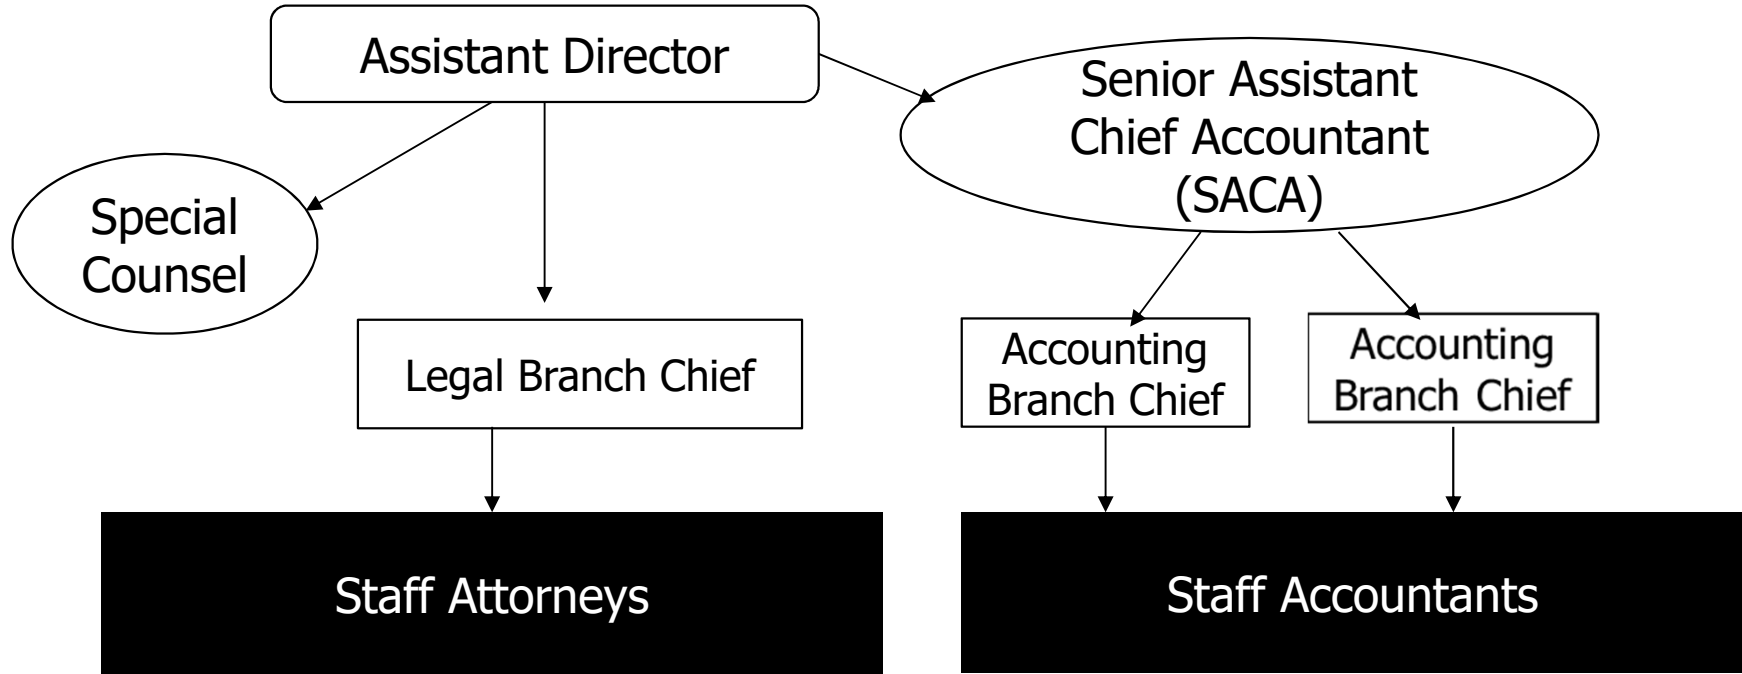 Assistant Director
Senior Assistant
Chief Accountant
(SACA)
Special
Counsel
Legal Branch Chief
Accounting
Branch Chief
Accounting
Branch Chief
Staff Attorneys
Staff Accountants